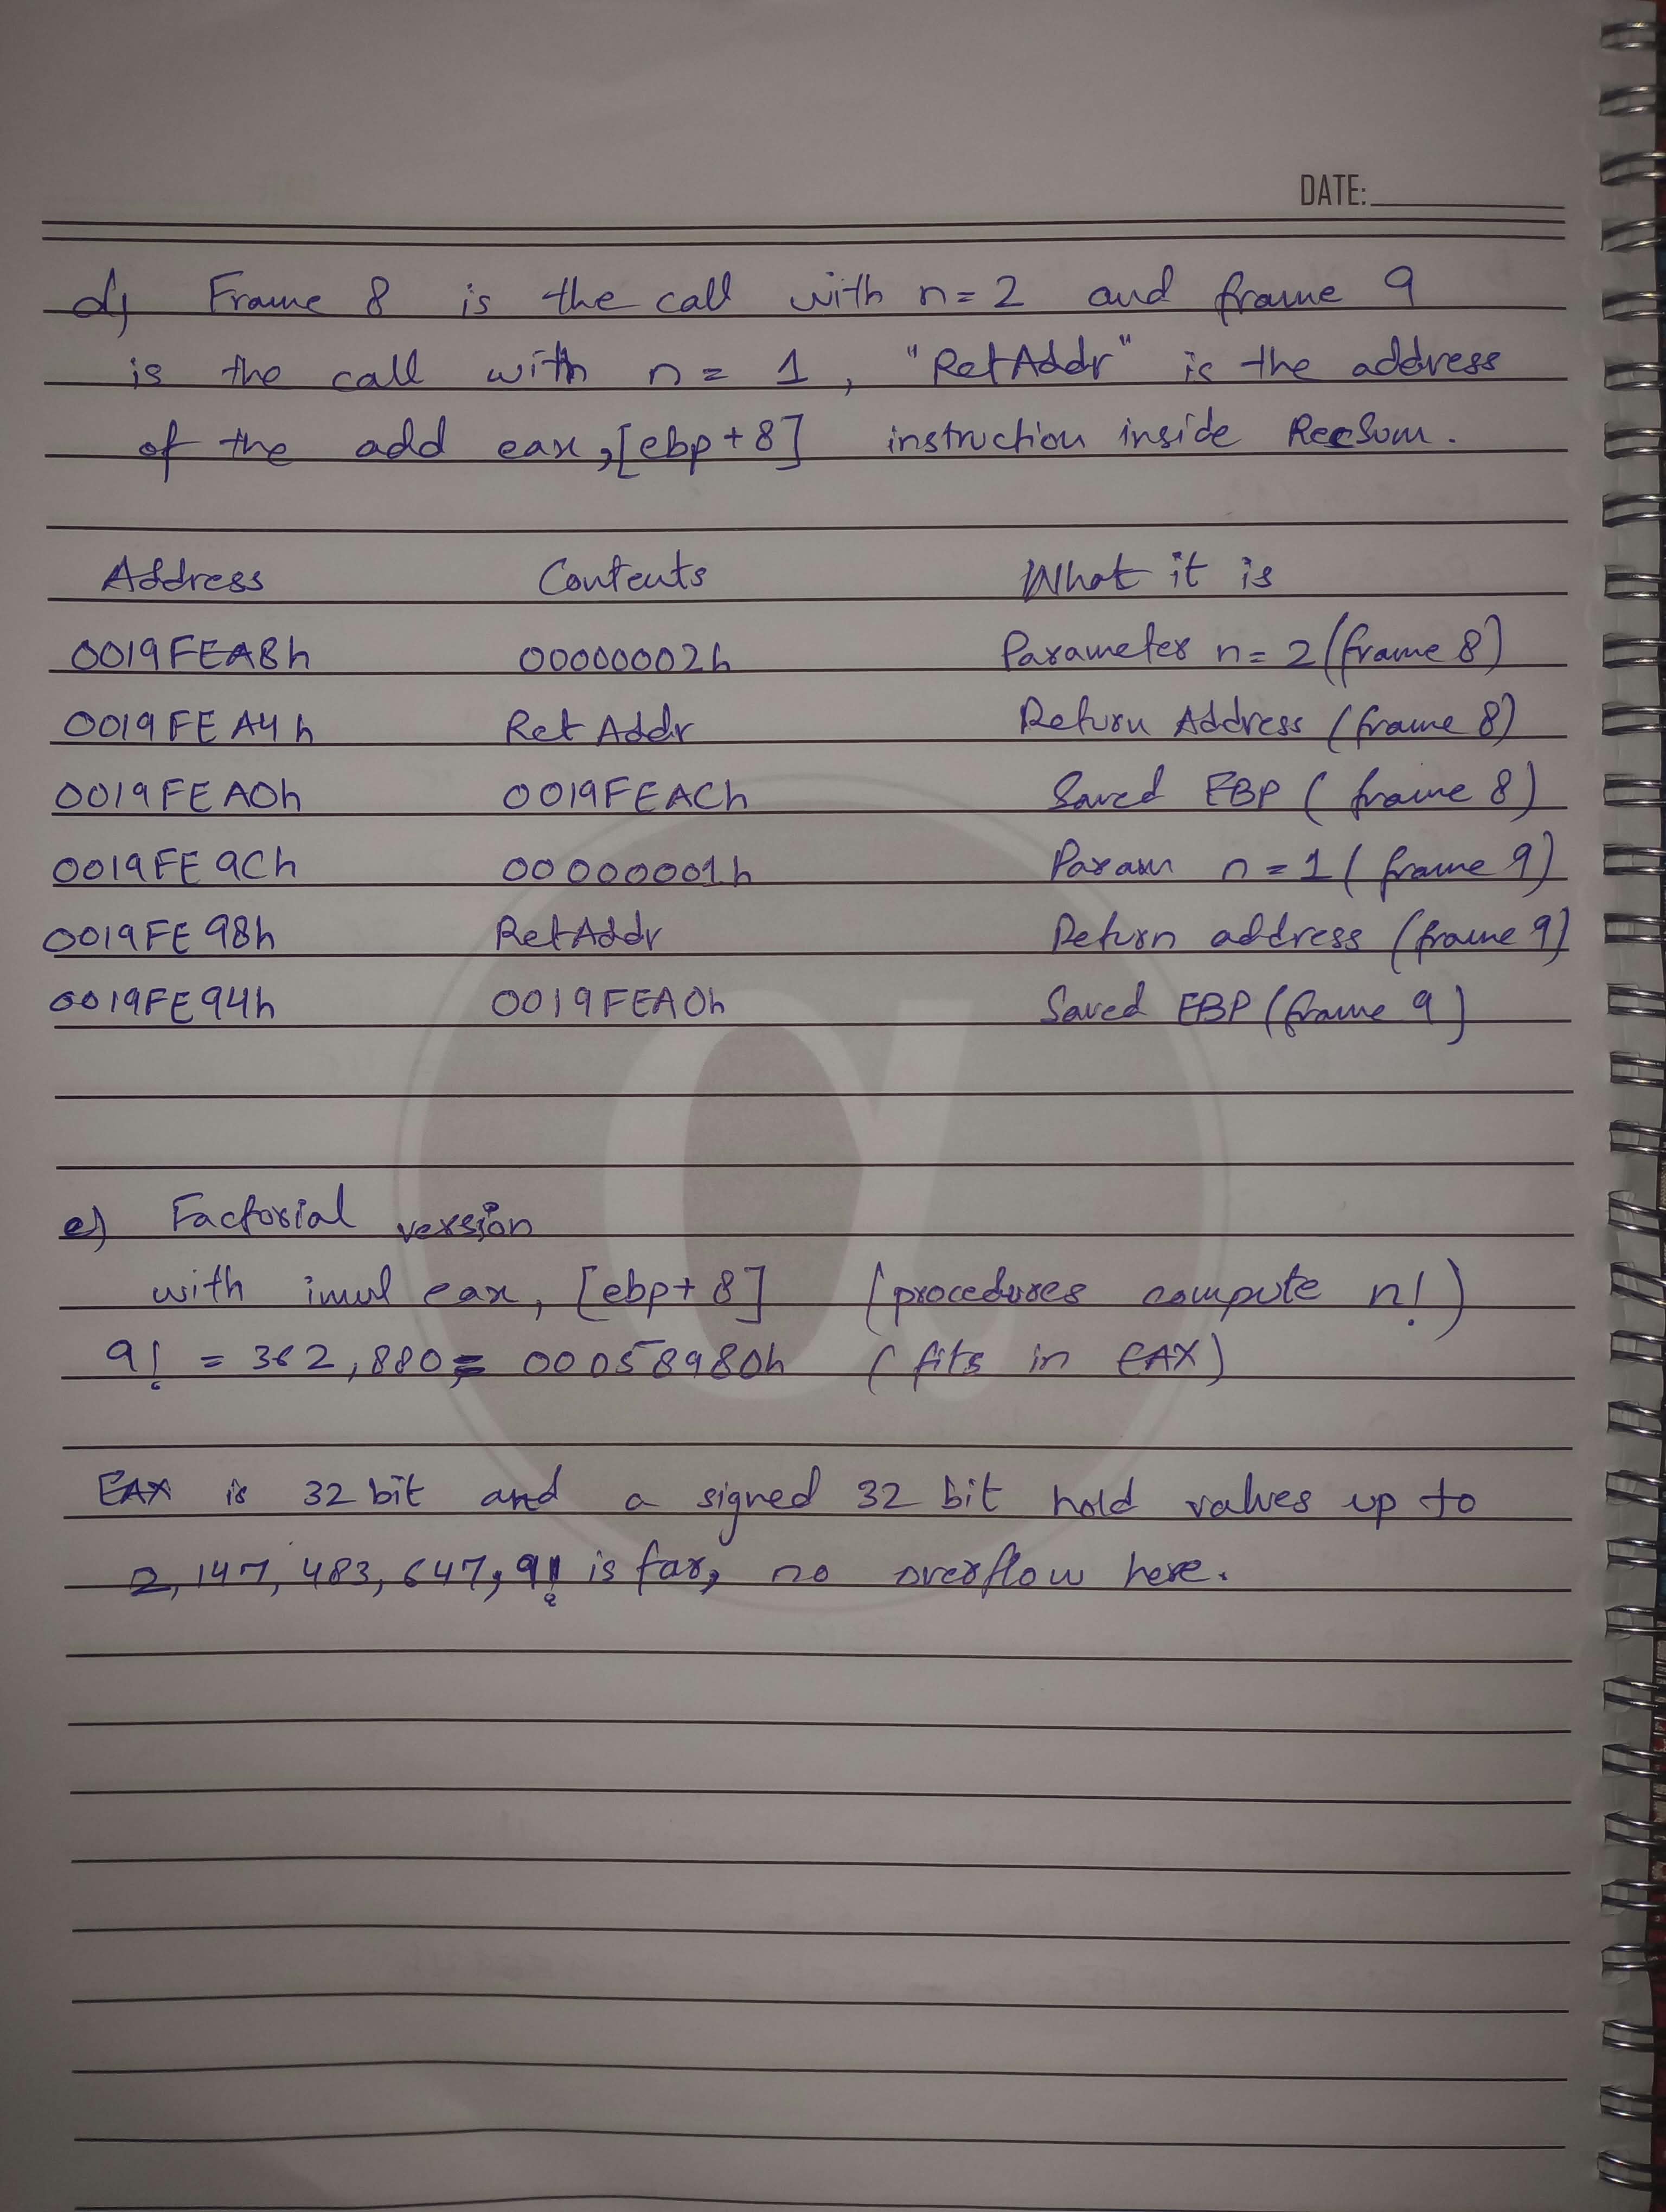 DATE:
d) Frame 8 is the call with n=2 and frame 9
is the call with n = 1, "RetAddr" is the address
of the add eax,[ebp+8] instruction inside RecSum.
Address Contents What it is
0019FEA8h 00000002h Parameter n=2 (frame 8)
0019FEA4h Ret Addr Return Address (frame 8)
0019FEA0h 0019FEACh Saved EBP (frame 8)
0019FE9Ch 00000001h Param n=1 (frame 9)
0019FE98h RetAddr Return address (frame 9)
0019FE94h 0019FEA0h Saved EBP (frame 9)
e) Factorial version
with imul eax, [ebp+8] (procedures compute n!)
9! = 362,880 = 00058980h (fits in EAX)
EAX is 32 bit and a signed 32 bit hold values up to
2,147,483,647, 9! is far, no overflow here.